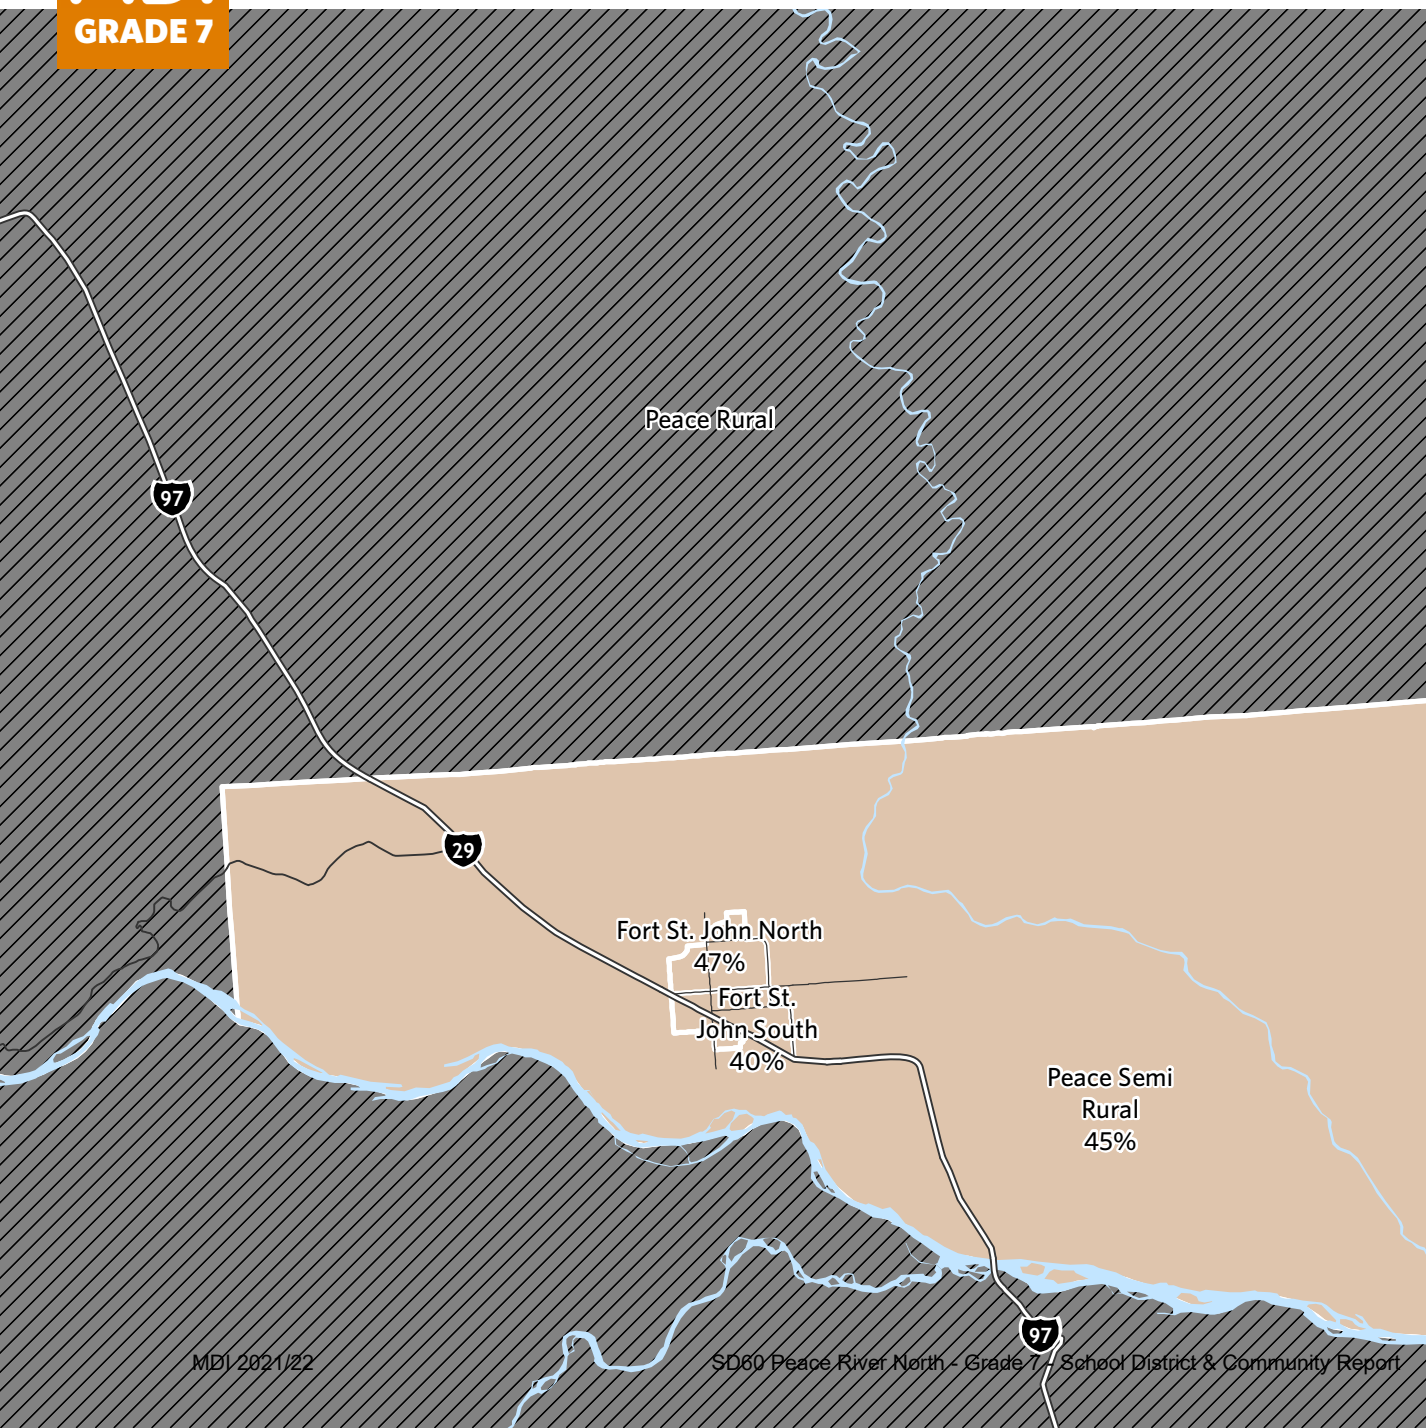 GRADE 7
Peace Rural
97
29
Fort St. John North
47%
Fort St.
John South
40%
Peace Semi
Rural
45%
97
MDI 2021/22
SD60 Peace River North - Grade 7 - School District & Community Report